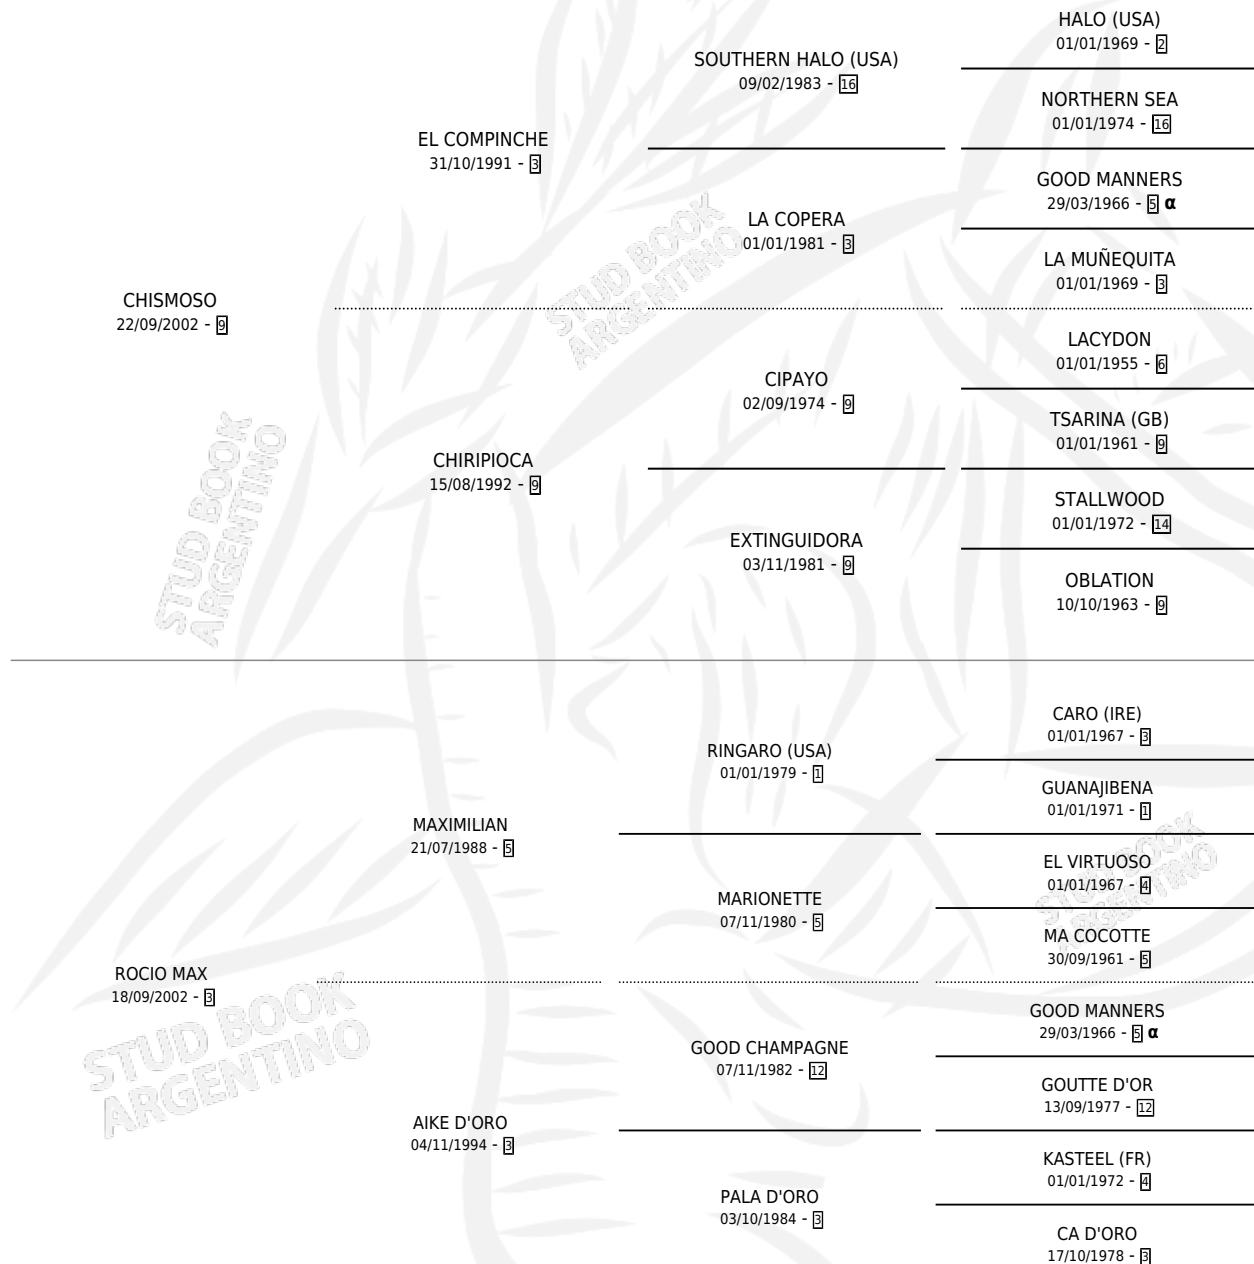 HALO (USA)
01/01/1969 - 2
SOUTHERN HALO (USA)
09/02/1983 - 16
NORTHERN SEA
01/01/1974 - 16
EL COMPINCHE
31/10/1991 - 3
GOOD MANNERS
29/03/1966 - 5 α
LA COPERA
01/01/1981 - 3
LA MUÑEQUITA
01/01/1969 - 3
CHISMOSO
22/09/2002 - 9
LACYDON
01/01/1955 - 6
CIPAYO
02/09/1974 - 9
TSARINA (GB)
01/01/1961 - 9
CHIRIPIOCA
15/08/1992 - 9
STALLWOOD
01/01/1972 - 14
EXTINGUIDORA
03/11/1981 - 9
OBLATION
10/10/1963 - 9
STUD BOOK
ARGENTINO
STUD BOOK
ARGENTINO
CARO (IRE)
01/01/1967 - 3
RINGARO (USA)
01/01/1979 - 1
GUANAJIBENA
01/01/1971 - 1
MAXIMILIAN
21/07/1988 - 5
EL VIRTUOSO
01/01/1967 - 4
MARIONETTE
07/11/1980 - 5
MA COCOTTE
30/09/1961 - 5
ROCIO MAX
18/09/2002 - 3
GOOD MANNERS
29/03/1966 - 5 α
GOOD CHAMPAGNE
07/11/1982 - 12
GOUTTE D'OR
13/09/1977 - 12
AIKE D'ORO
04/11/1994 - 3
KASTEEL (FR)
01/01/1972 - 4
PALA D'ORO
03/10/1984 - 3
CA D'ORO
17/10/1978 - 3
STUD BOOK
ARGENTINO
STUD BOOK
ARGENTINO